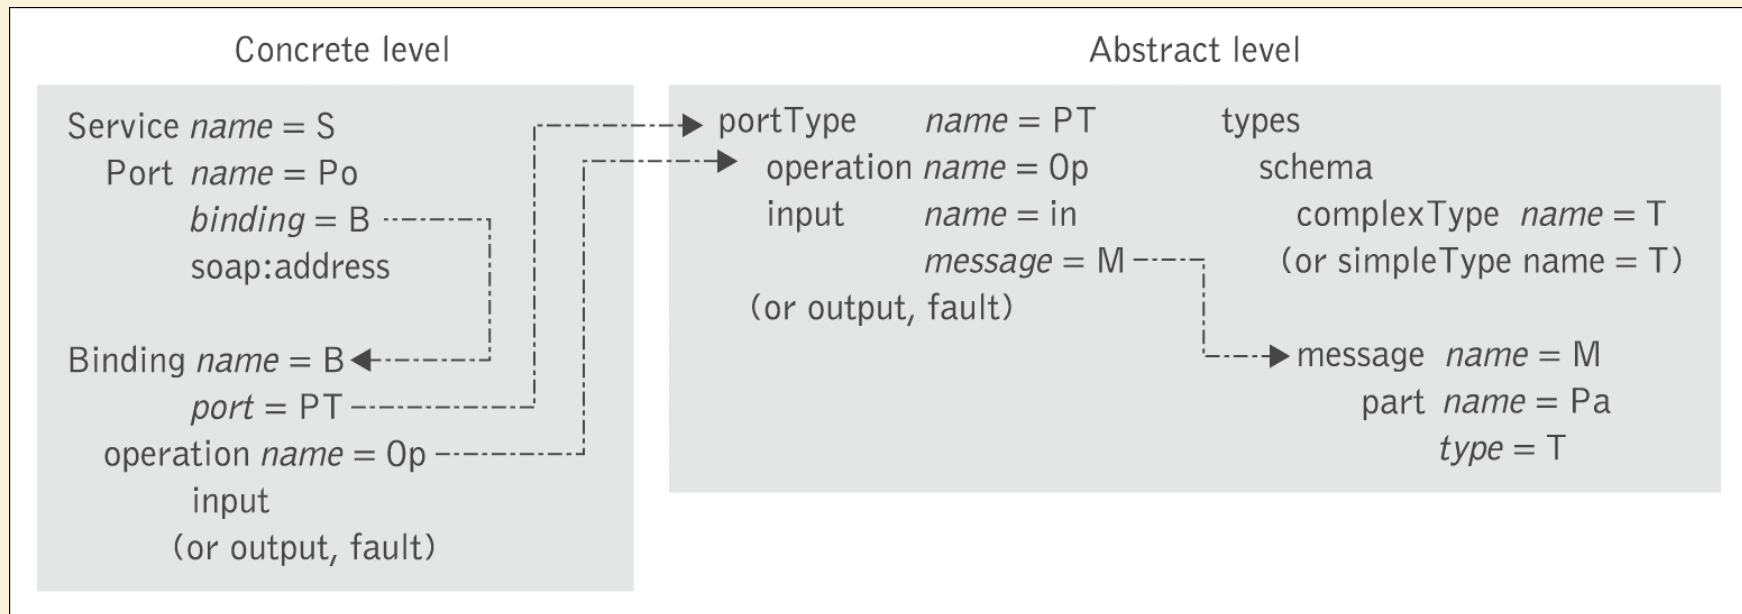 Concrete level
Service name = S
Port name = Po
binding = B
soap:address
Binding name = B
port = PT
operation name = Op
input
(or output, fault)
Abstract level
portType name = PT
operation name = Op
input name = in
message = M
(or output, fault)
types
schema
complexType name = T
(or simpleType name = T)
message name = M
part name = Pa
type = T